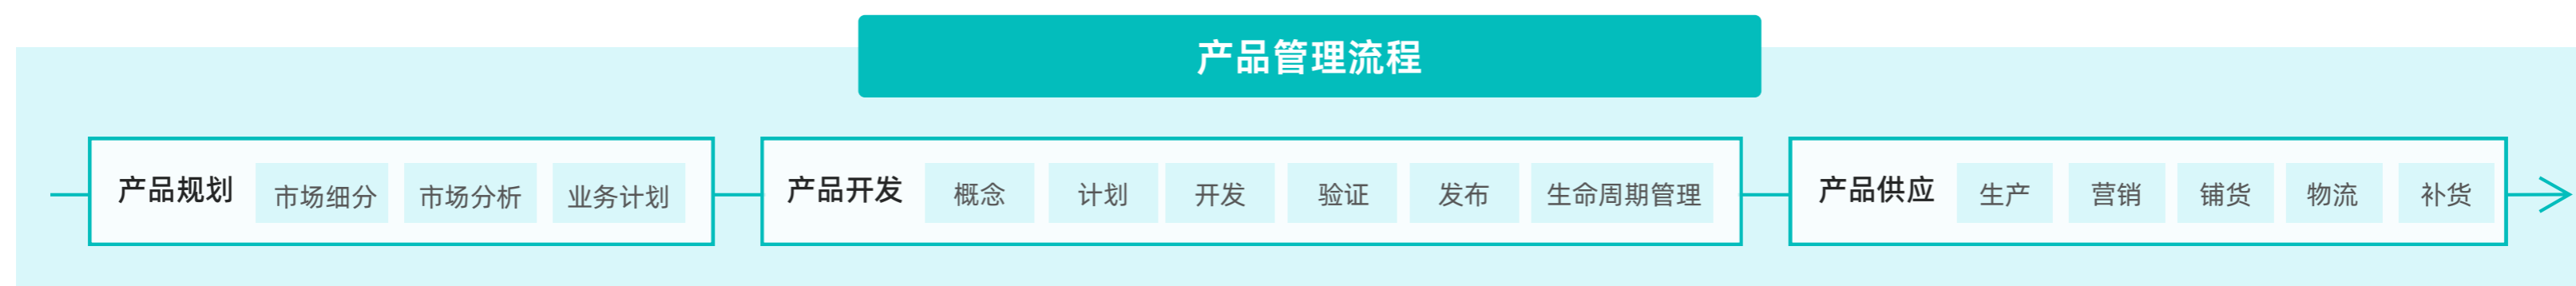 产品管理流程
产品规划 市场细分 市场分析 业务计划 产品开发 概念 计划 开发 验证 发布 生命周期管理 产品供应 生产 营销 铺货 物流 补货